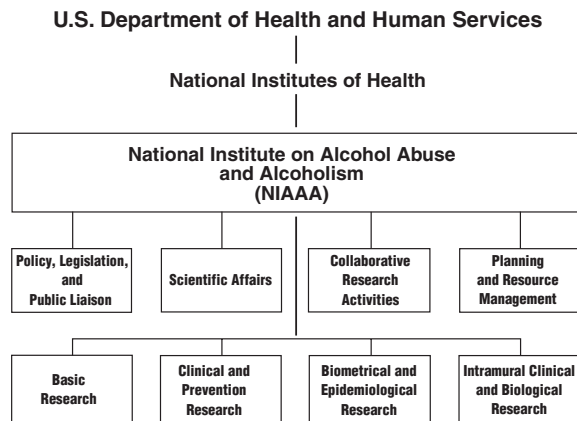 U.S. Department of Health and Human Services
National Institutes of Health
National Institute on Alcohol Abuse
and Alcoholism
(NIAAA)
Policy, Legislation,
and
Public Liaison
Scientific Affairs
Collaborative
Research
Activities
Planning
and Resource
Management
Basic
Research
Clinical and
Prevention
Research
Biometrical and
Epidemiological
Research
Intramural Clinical
and Biological
Research